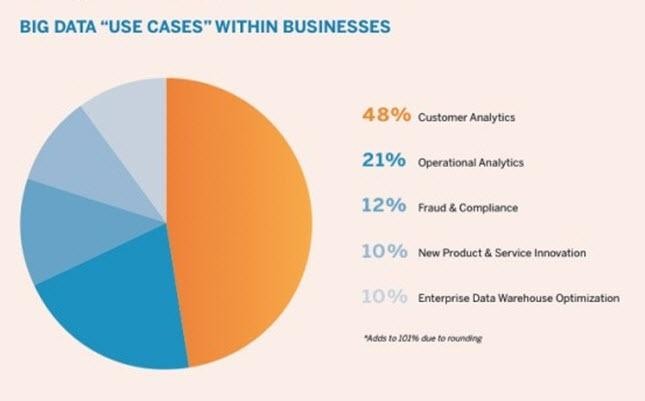 BIG DATA “USE CASES” WITHIN BUSINESSES
48% Customer Analytics
21% Operational Analytics
12% Fraud & Compliance
10% New Product & Service Innovation
10% Enterprise Data Warehouse Optimization
*Adds to 101% due to rounding